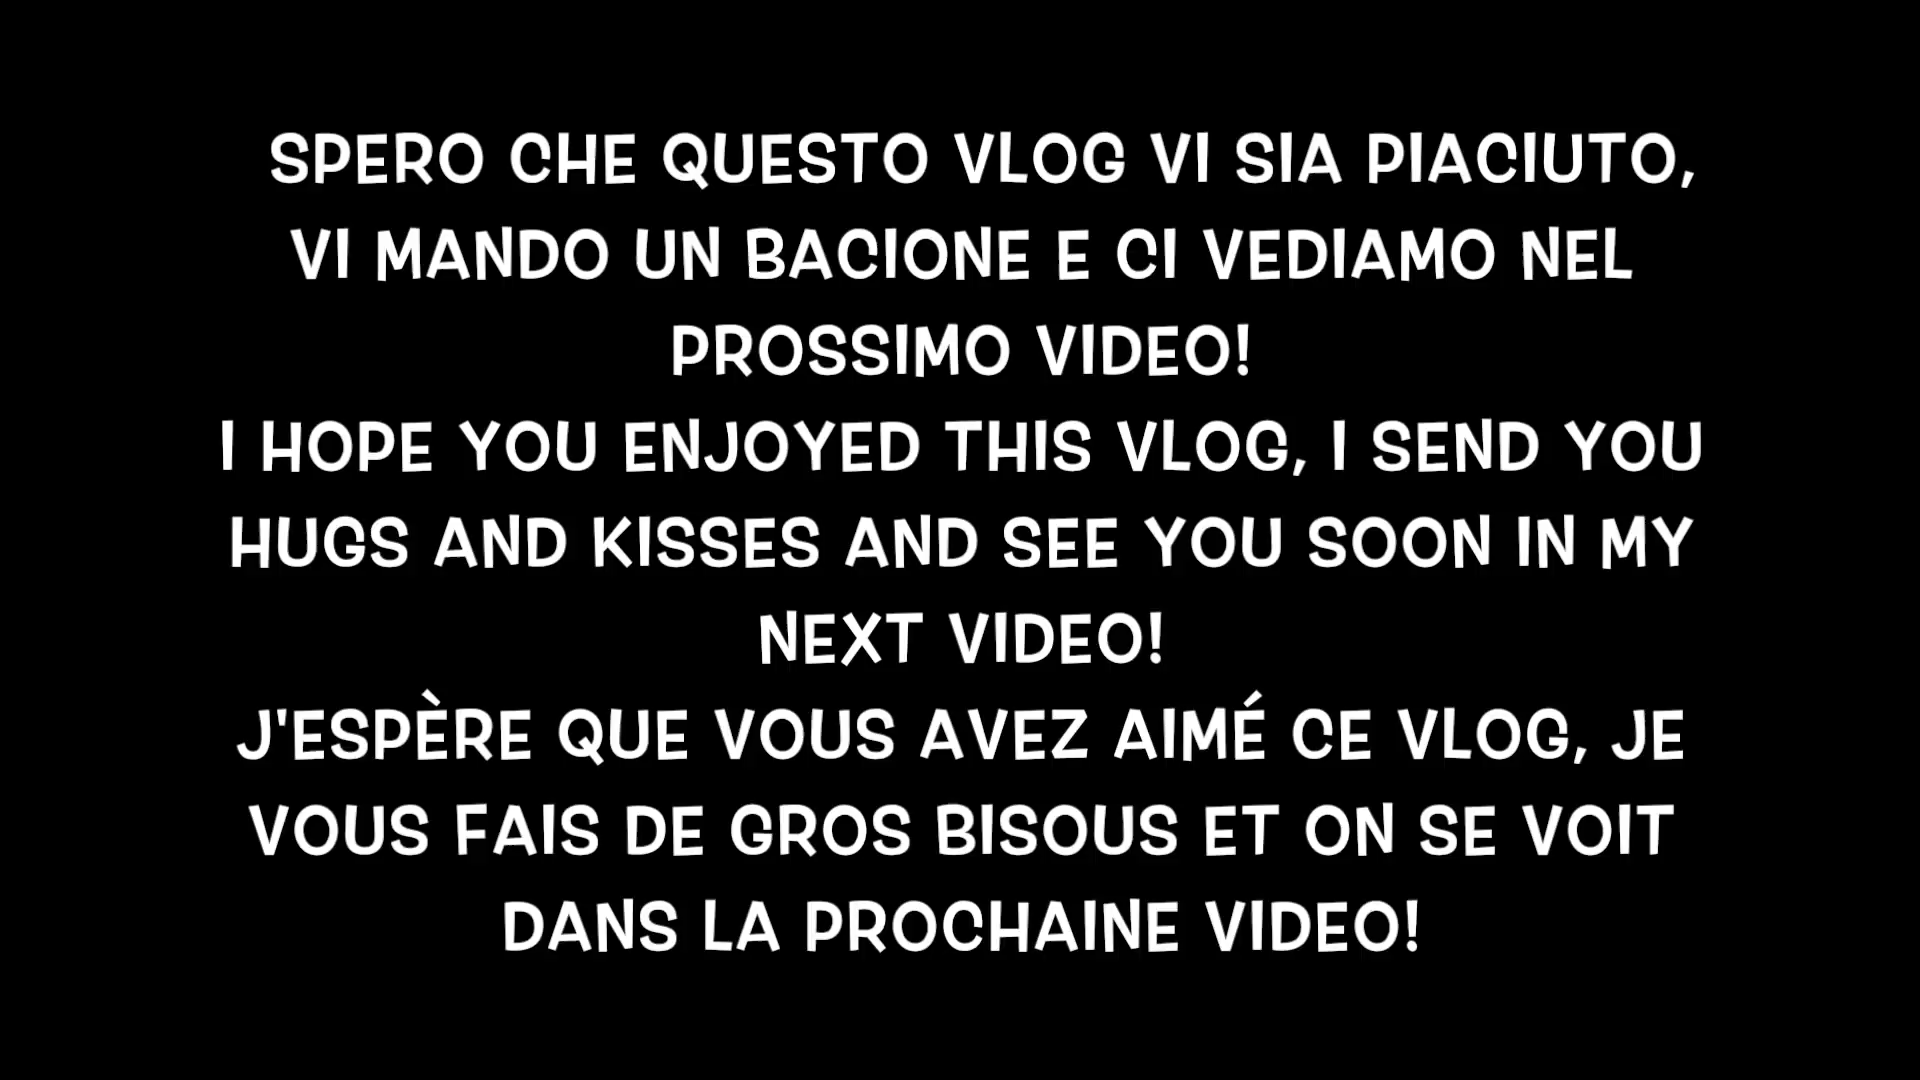 SPERO CHE QUESTO VLOG VI SIA PIACIUTO,
VI MANDO UN BACIONE E CI VEDIAMO NEL
PROSSIMO VIDEO!
I HOPE YOU ENJOYED THIS VLOG, I SEND YOU
HUGS AND KISSES AND SEE YOU SOON IN MY
NEXT VIDEO!
J'ESPÈRE QUE VOUS AVEZ AIMÉ CE VLOG, JE
VOUS FAIS DE GROS BISOUS ET ON SE VOIT
DANS LA PROCHAINE VIDEO!